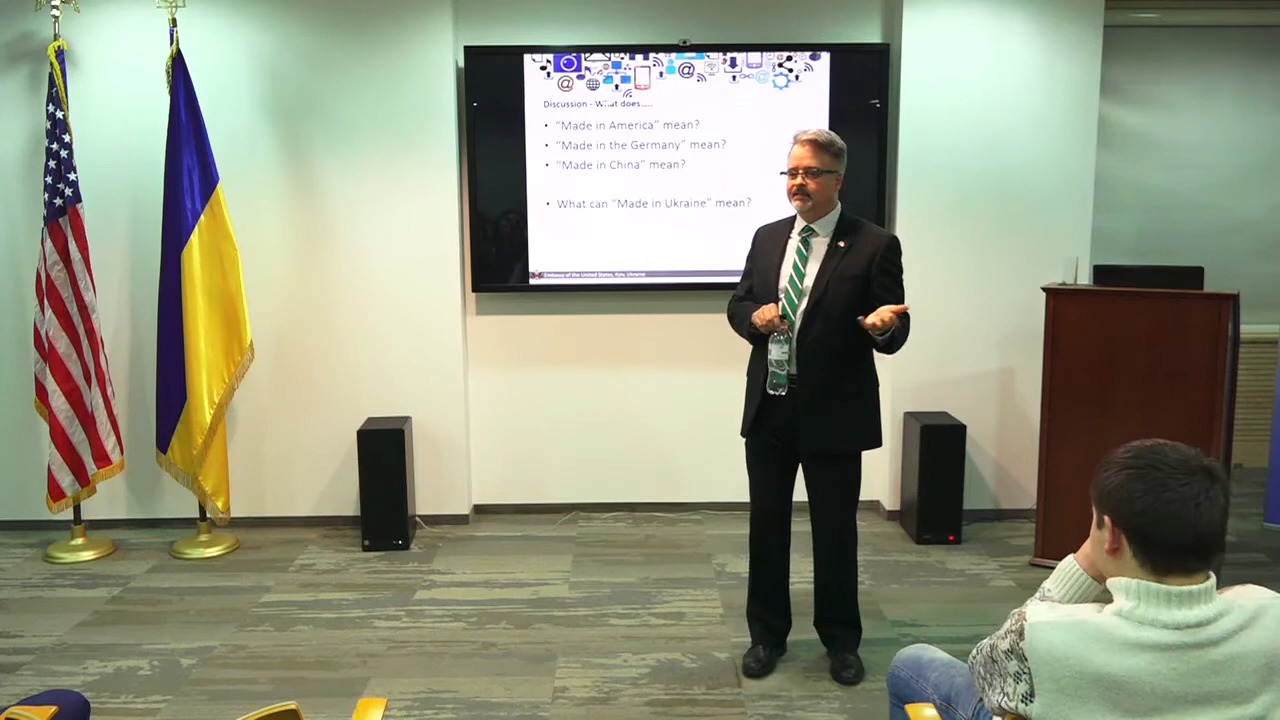 Discussion - What does.....
• "Made in America" mean?
• "Made in the Germany" mean?
• "Made in China" mean?
• What can "Made in Ukraine" mean?
Embassy of the United States, Kyiv, Ukraine